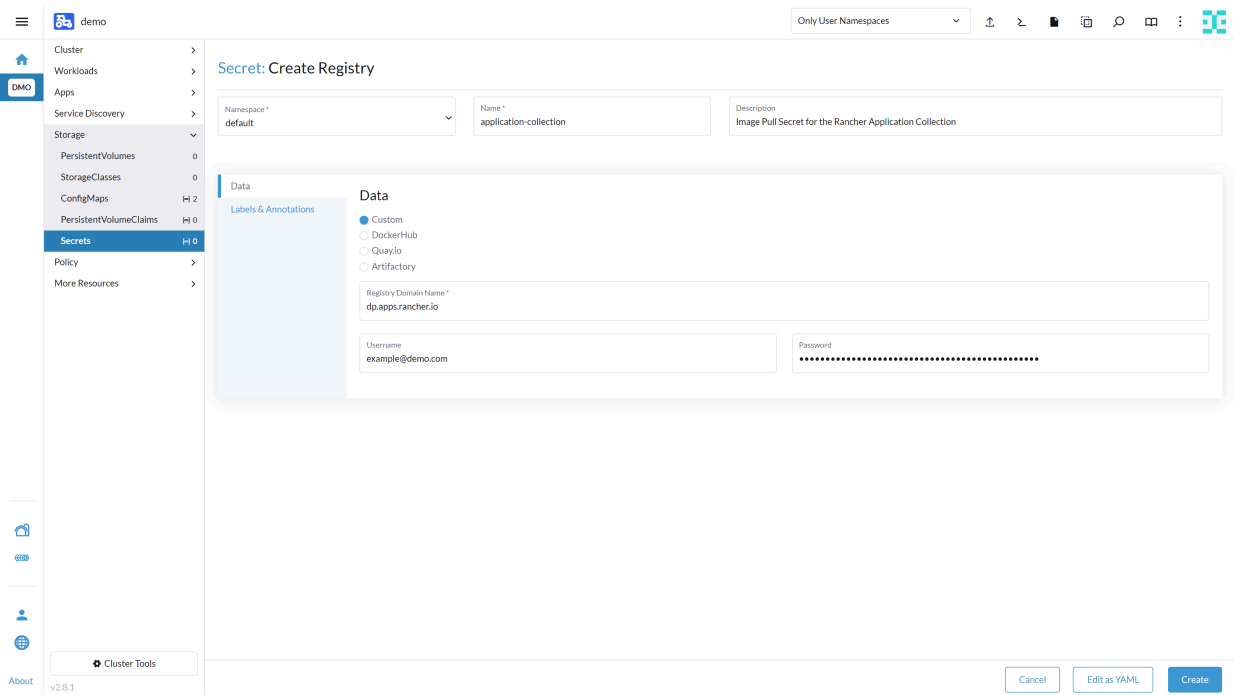 demo
Only User Namespaces
DMO
Cluster
Workloads
Apps
Service Discovery
Storage
PersistentVolumes 0
StorageClasses 0
ConfigMaps 2
PersistentVolumeClaims 0
Secrets 0
Policy
More Resources
Cluster Tools
v2.8.1
About
Secret: Create Registry
Namespace *
default
Name *
application-collection
Description
Image Pull Secret for the Rancher Application Collection
Data
Labels & Annotations
Data
Custom
DockerHub
Quay.io
Artifactory
Registry Domain Name *
dp.apps.rancher.io
Username
example@demo.com
Password
Cancel
Edit as YAML
Create